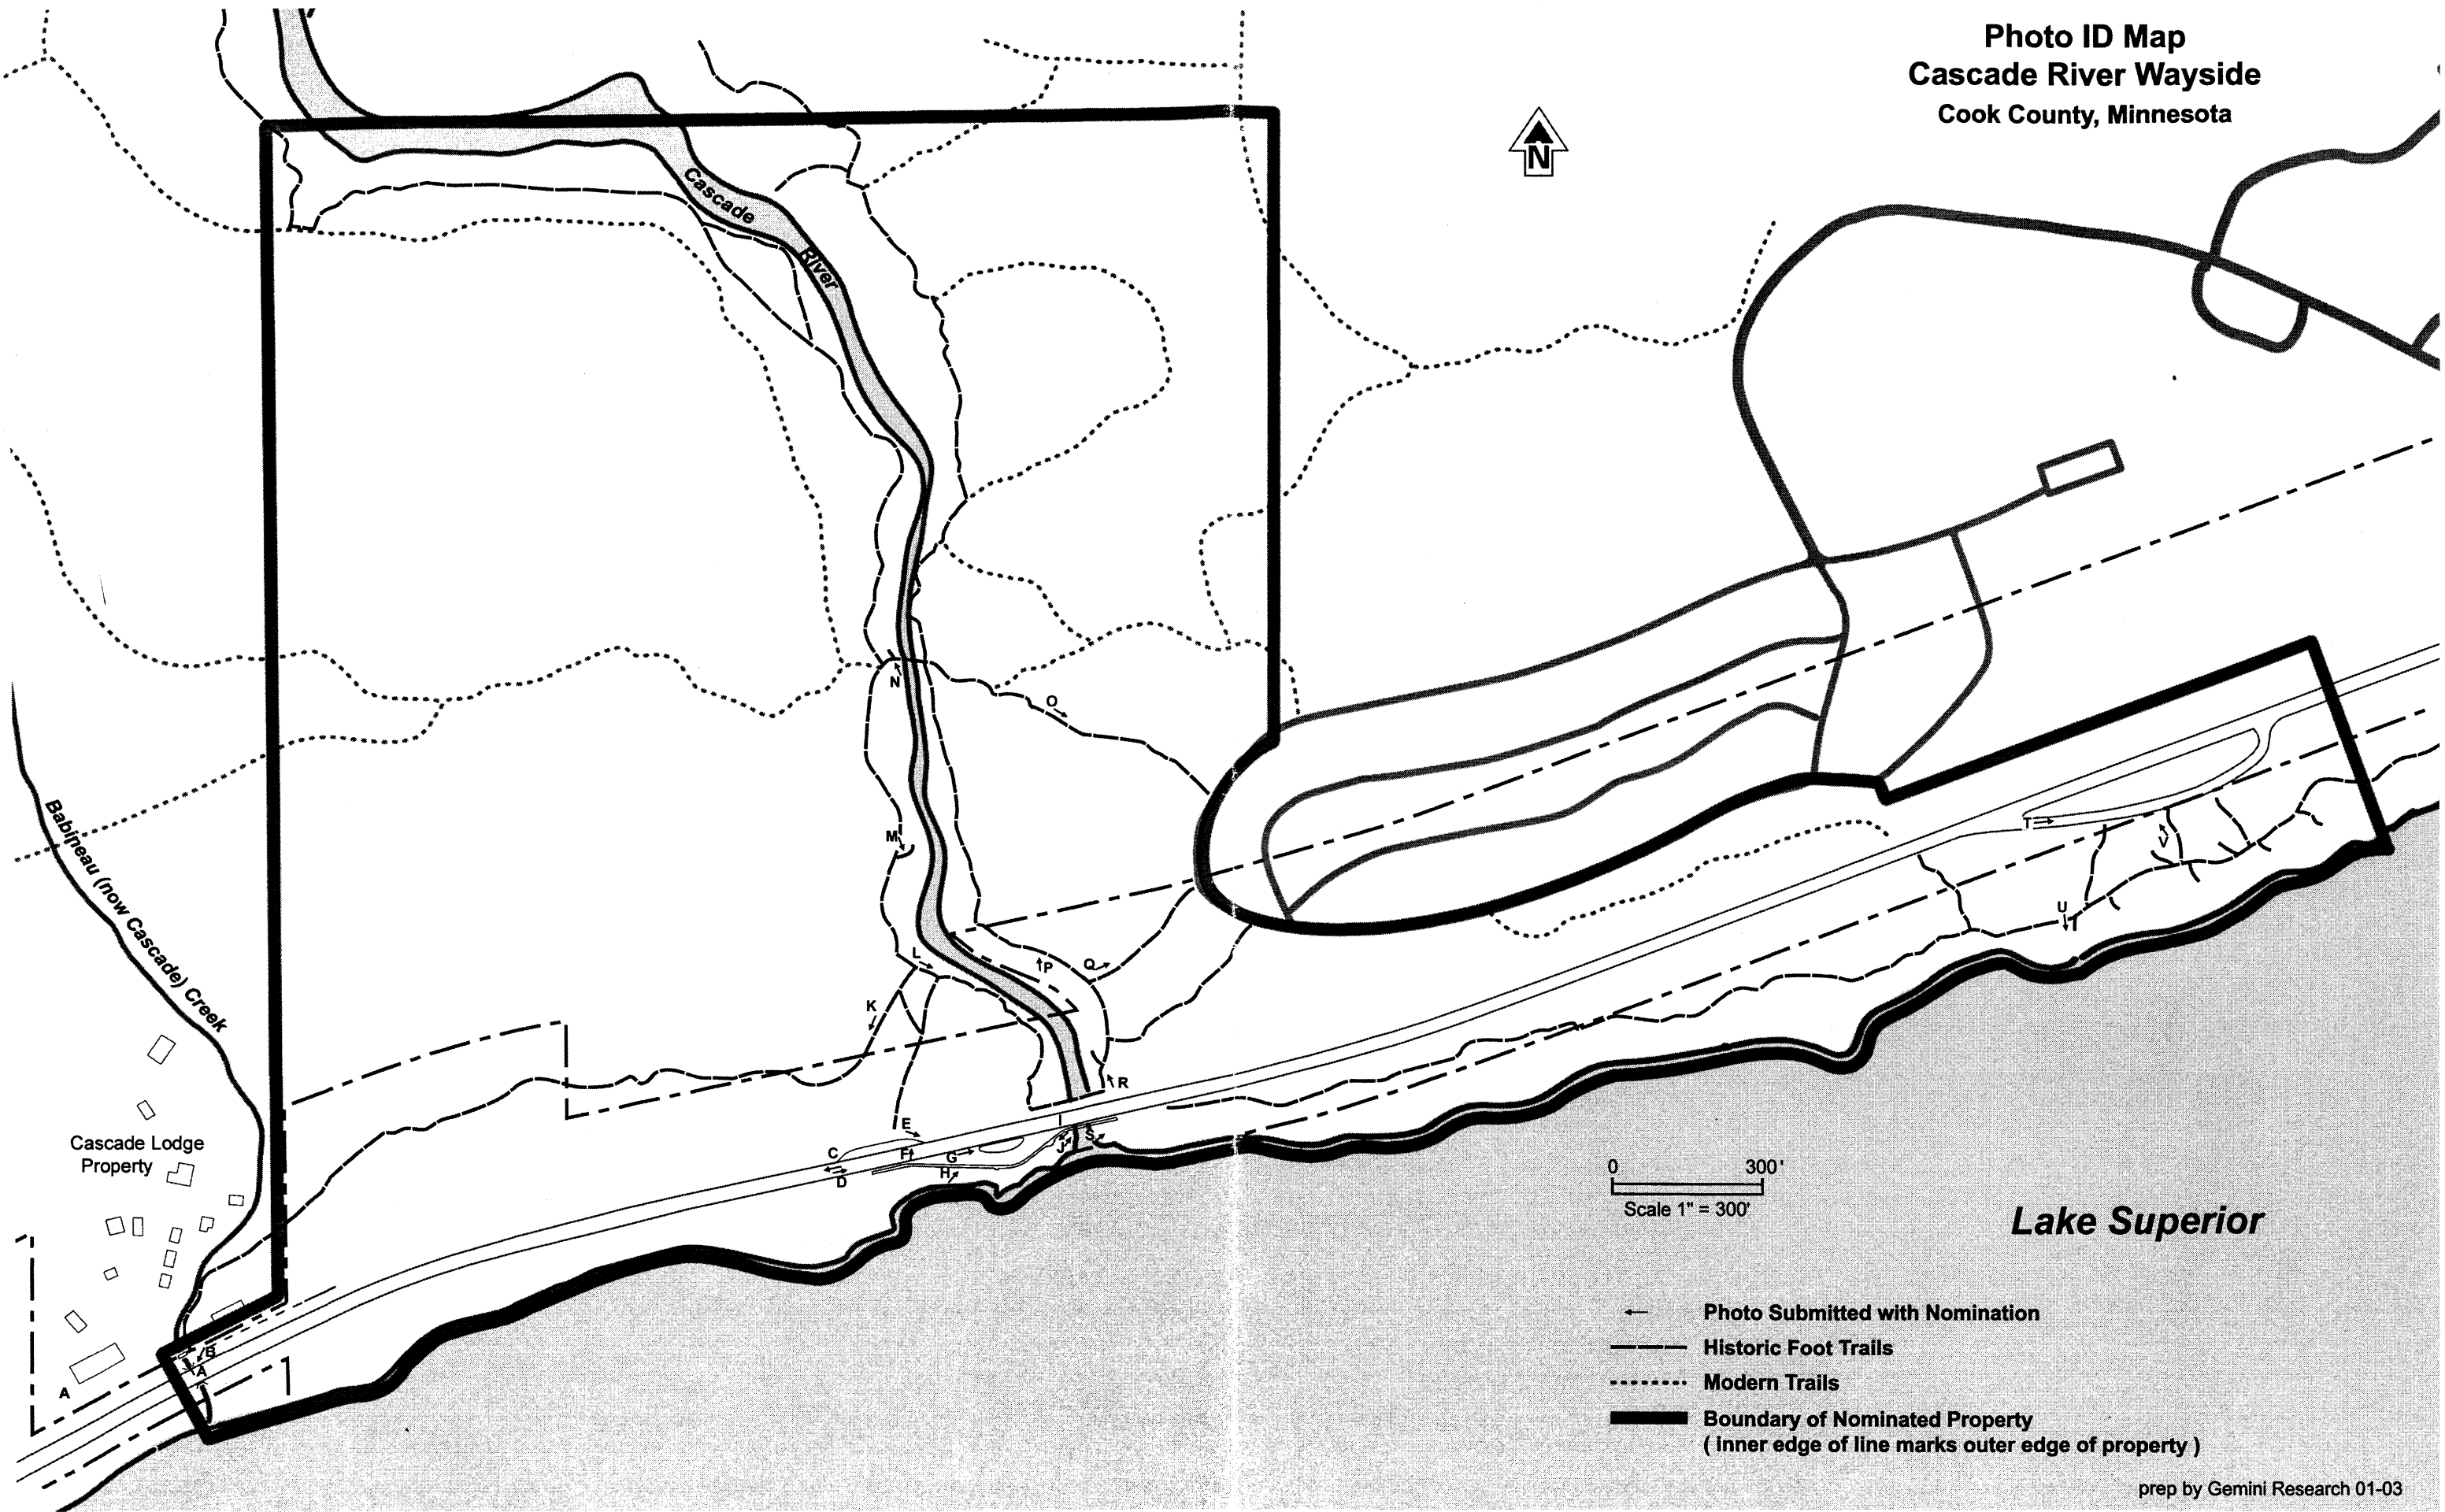 Photo ID Map
Cascade River Wayside
Cook County, Minnesota
N
Cascade
River
N
O
M
Babineau (now Cascade) Creek
T
U
V
L
P
Q
K
R
E
I
J
S
C
F
G
H
D
Cascade Lodge
Property
B
A
A
0 300'
Scale 1" = 300'
Lake Superior
Photo Submitted with Nomination
Historic Foot Trails
Modern Trails
Boundary of Nominated Property
( inner edge of line marks outer edge of property )
prep by Gemini Research 01-03